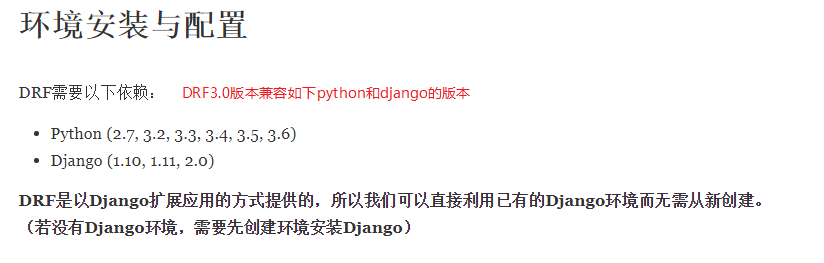 环境安装与配置
DRF需要以下依赖： DRF3.0版本兼容如下python和django的版本
• Python (2.7, 3.2, 3.3, 3.4, 3.5, 3.6)
• Django (1.10, 1.11, 2.0)
DRF是以Django扩展应用的方式提供的，所以我们可以直接利用已有的Django环境而无需从新创建。
（若没有Django环境，需要先创建环境安装Django）